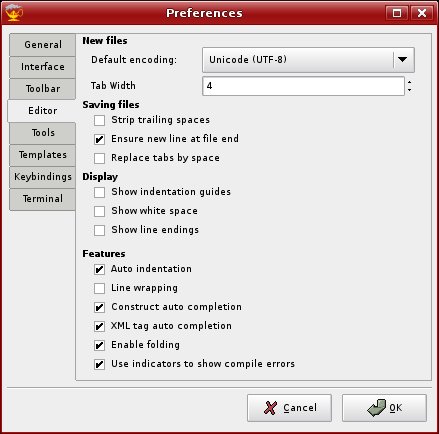 Preferences
General
Interface
Toolbar
Editor
Tools
Templates
Keybindings
Terminal
New files
Default encoding: Unicode (UTF-8)
Tab Width 4
Saving files
Strip trailing spaces
Ensure new line at file end
Replace tabs by space
Display
Show indentation guides
Show white space
Show line endings
Features
Auto indentation
Line wrapping
Construct auto completion
XML tag auto completion
Enable folding
Use indicators to show compile errors
Cancel OK